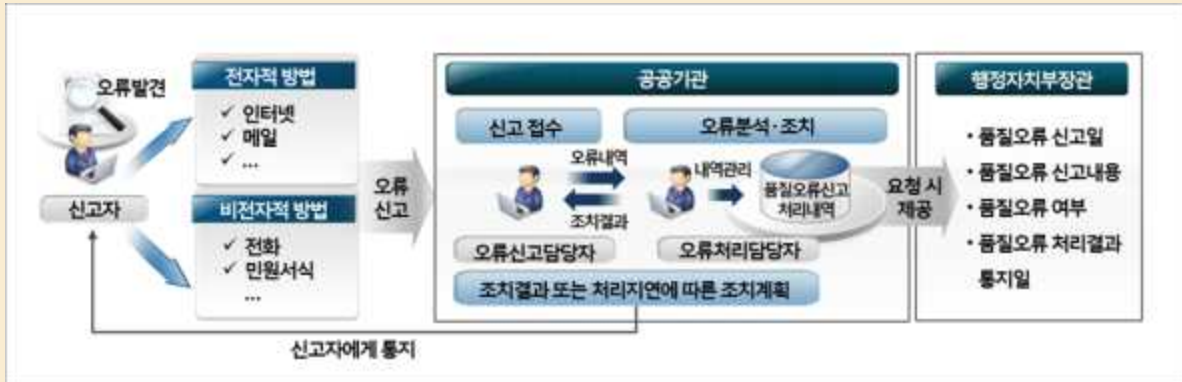 오류발견
신고자
전자적 방법
✓ 인터넷
✓ 메일
✓ ...
비전자적 방법
✓ 전화
✓ 민원서식
...
오류
신고
공공기관
신고 접수
오류분석·조치
오류내역
조치결과
내역관리
품질오류신고
처리내역
오류신고담당자
오류처리담당자
조치결과 또는 처리지연에 따른 조치계획
요청 시
제공
행정자치부장관
• 품질오류 신고일
• 품질오류 신고내용
• 품질오류 여부
• 품질오류 처리결과
통지일
신고자에게 통지